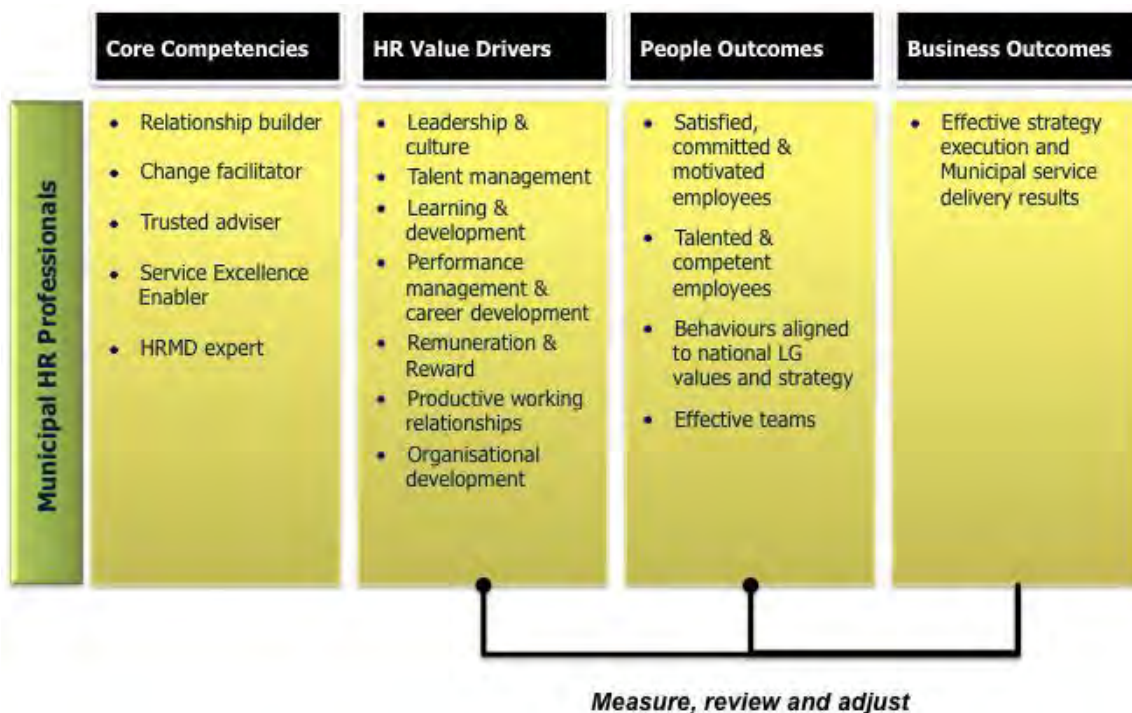 Core Competencies
HR Value Drivers
People Outcomes
Business Outcomes
Municipal HR Professionals
• Relationship builder
• Change facilitator
• Trusted adviser
• Service Excellence
Enabler
• HRMD expert
• Leadership &
culture
• Talent management
• Learning &
development
• Performance
management &
career development
• Remuneration &
Reward
• Productive working
relationships
• Organisational
development
• Satisfied,
committed &
motivated
employees
• Talented &
competent
employees
• Behaviours aligned
to national LG
values and strategy
• Effective teams
• Effective strategy
execution and
Municipal service
delivery results
Measure, review and adjust